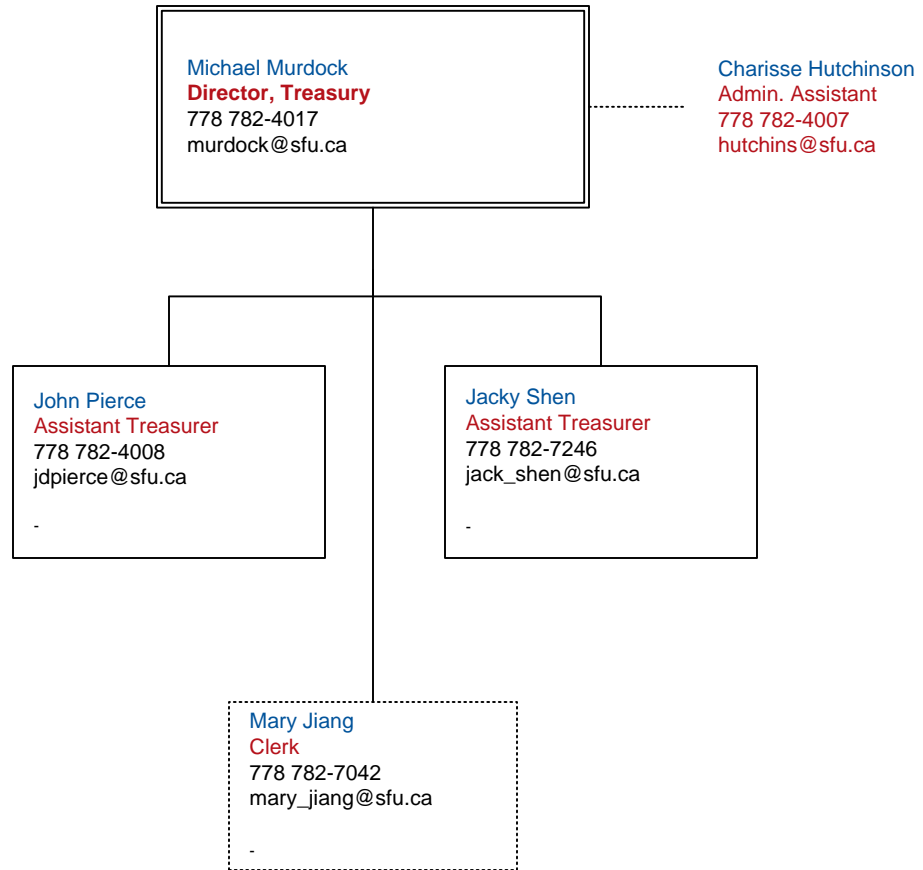 Michael Murdock
Director, Treasury
778 782-4017
murdock@sfu.ca
Charisse Hutchinson
Admin. Assistant
778 782-4007
hutchins@sfu.ca
John Pierce
Assistant Treasurer
778 782-4008
jdpierce@sfu.ca
-
Jacky Shen
Assistant Treasurer
778 782-7246
jack_shen@sfu.ca
-
Mary Jiang
Clerk
778 782-7042
mary_jiang@sfu.ca
-